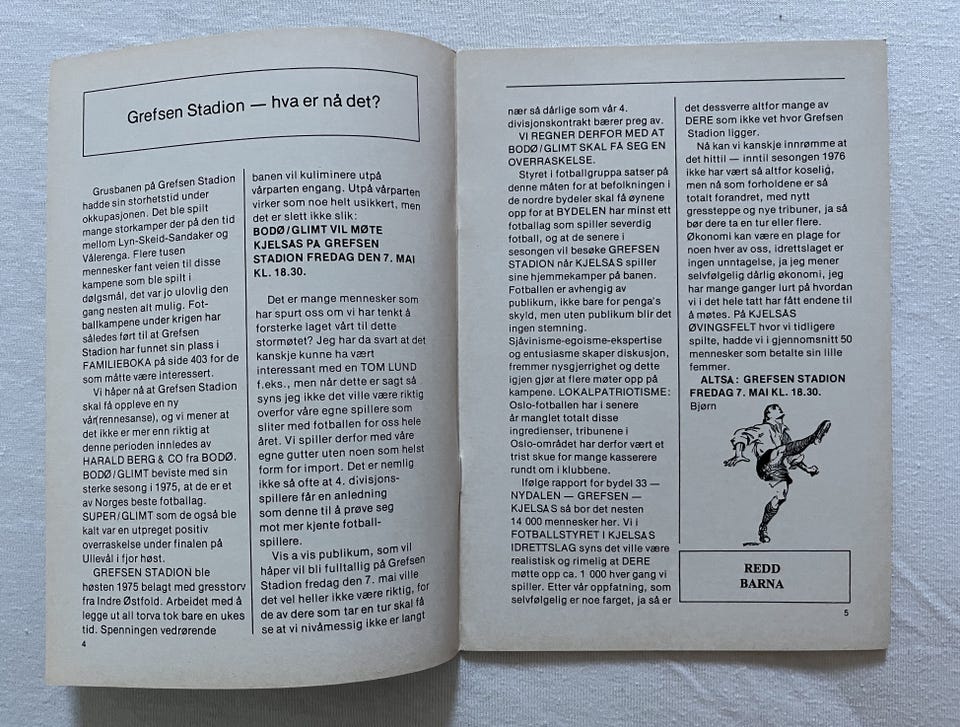 Grefsen Stadion — hva er nå det?
Grusbanen på Grefsen Stadion
hadde sin storhetstid under
okkupasjonen. Det ble spilt
mange storkamper der på den tid
mellom Lyn-Skeid-Sandaker og
Vålerenga. Flere tusen
mennesker fant veien til disse
kampene som ble spilt i
dølgsmål, det var jo ulovlig den
gang nesten alt mulig. Fot-
ballkampene under krigen har
således ført til at Grefsen
Stadion har funnet sin plass i
FAMILIEBOKA på side 403 for de
som måtte være interessert.
Vi håper nå at Grefsen Stadion
skal få oppleve en ny
vår(rennesanse), og vi mener at
det ikke er mer enn riktig at
denne perioden innledes av
HARALD BERG & CO fra BODØ.
BODØ/GLIMT beviste med sin
sterke sesong i 1975, at de er et
av Norges beste fotballag.
SUPER/GLIMT som de også ble
kalt var en utpreget positiv
overraskelse under finalen på
Ullevål i fjor høst.
GREFSEN STADION ble
høsten 1975 belagt med gresstorv
fra Indre Østfold. Arbeidet med å
legge ut all torva tok bare en ukes
tid. Spenningen vedrørende
4
banen vil kuliminere utpå
vårparten engang. Utpå vårparten
virker som noe helt usikkert, men
det er slett ikke slik:
BODØ/GLIMT VIL MØTE
KJELSAS PA GREFSEN
STADION FREDAG DEN 7. MAI
KL. 18.30.
Det er mange mennesker som
har spurt oss om vi har tenkt å
forsterke laget vårt til dette
stormøtet? Jeg har da svart at det
kanskje kunne ha vært
interessant med en TOM LUND
f.eks., men når dette er sagt så
syns jeg ikke det ville være riktig
overfor våre egne spillere som
sliter med fotballen for oss hele
året. Vi spiller derfor med våre
egne gutter uten noen som helst
form for import. Det er nemlig
ikke så ofte at 4. divisjons-
spillere får en anledning
som denne til å prøve seg
mot mer kjente fotball-
spillere.
Vis a vis publikum, som vil
håper vil bli fulltallig på Grefsen
Stadion fredag den 7. mai ville
det vel heller ikke være riktig, for
de av dere som tar en tur skal få
se at vi nivåmessig ikke er langt
nær så dårlige som vår 4.
divisjonskontrakt bærer preg av.
VI REGNER DERFOR MED AT
BODØ/GLIMT SKAL FÅ SEG EN
OVERRASKELSE.
Styret i fotballgruppa satser på
denne måten for at befolkningen i
de nordre bydeler skal få øynene
opp for at BYDELEN har minst ett
fotballag som spiller severdig
fotball, og at de senere i
sesongen vil besøke GREFSEN
STADION når KJELSÅS spiller
sine hjemmekamper på banen.
Fotballen er avhengig av
publikum, ikke bare for penga's
skyld, men uten publikum blir det
ingen stemning.
Sjåvinisme-egoisme-ekspertise
og entusiasme skaper diskusjon,
fremmer nysgjerrighet og dette
igjen gjør at flere møter opp på
kampene. LOKALPATRIOTISME:
Oslo-fotballen har i senere
år manglet totalt disse
ingredienser, tribunene i
Oslo-området har derfor vært et
trist skue for mange kasserere
rundt om i klubbene.
Ifølge rapport for bydel 33 —
NYDALEN — GREFSEN —
KJELSAS så bor det nesten
14 000 mennesker her. Vi i
FOTBALLSTYRET I KJELSAS
IDRETTSLAG syns det ville være
realistisk og rimelig at DERE
møtte opp ca. 1 000 hver gang vi
spiller. Etter vår oppfatning, som
selvfølgelig er noe farget, ja så er
det dessverre altfor mange av
DERE som ikke vet hvor Grefsen
Stadion ligger.
Nå kan vi kanskje innrømme at
det hittil — inntil sesongen 1976
ikke har vært så altfor koselig,
men nå som forholdene er så
totalt forandret, med nytt
gressteppe og nye tribuner, ja så
bør dere ta en tur eller flere.
Økonomi kan være en plage for
noen hver av oss, idrettslaget er
ingen unntagelse, ja jeg mener
selvfølgelig dårlig økonomi, jeg
har mange ganger lurt på hvordan
vi i det hele tatt har fått endene til
å møtes. På KJELSÅS
ØVINGSFELT hvor vi tidligere
spilte, hadde vi i gjennomsnitt 50
mennesker som betalte sin lille
femmer.
ALTSA: GREFSEN STADION
FREDAG 7. MAI KL. 18.30.
Bjørn
REDD
BARNA
5